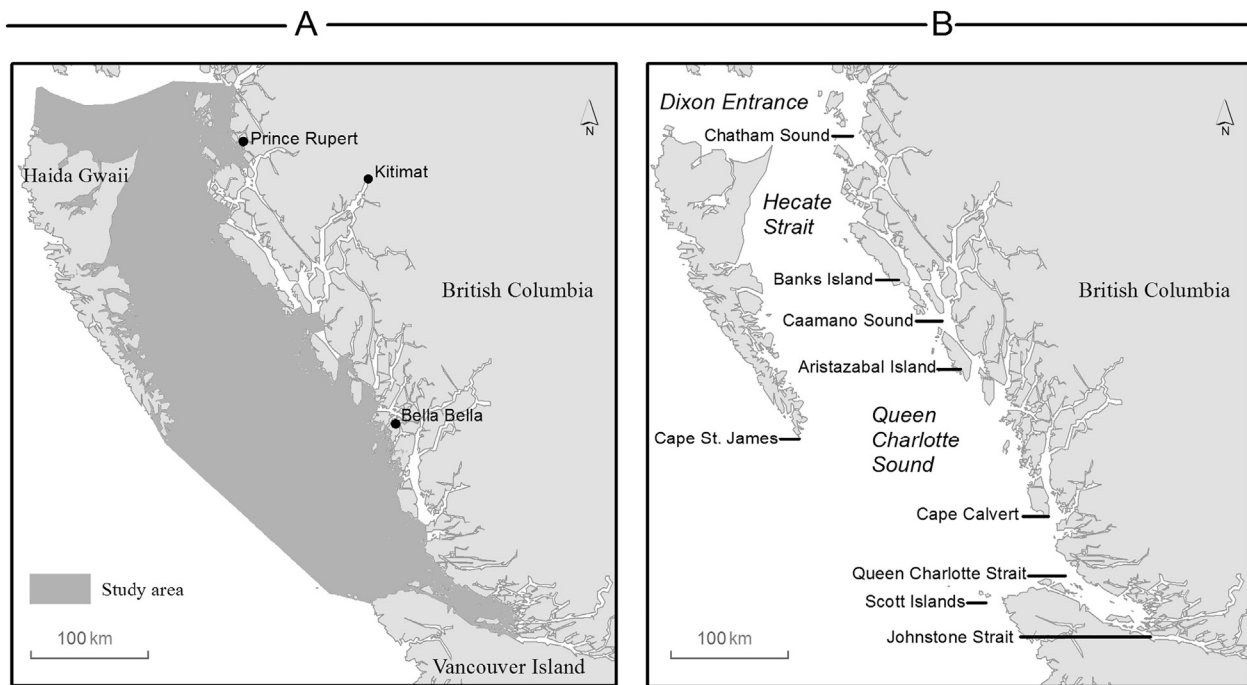 A
B
N
Prince Rupert
Haida Gwaii
Kitimat
British Columbia
Bella Bella
Study area
100 km
Vancouver Island
Dixon Entrance
N
Chatham Sound
Hecate
Strait
Banks Island
British Columbia
Caamano Sound
Aristazabal Island
Queen
Charlotte
Sound
Cape St. James
Cape Calvert
Queen Charlotte Strait
Scott Islands
100 km
Johnstone Strait